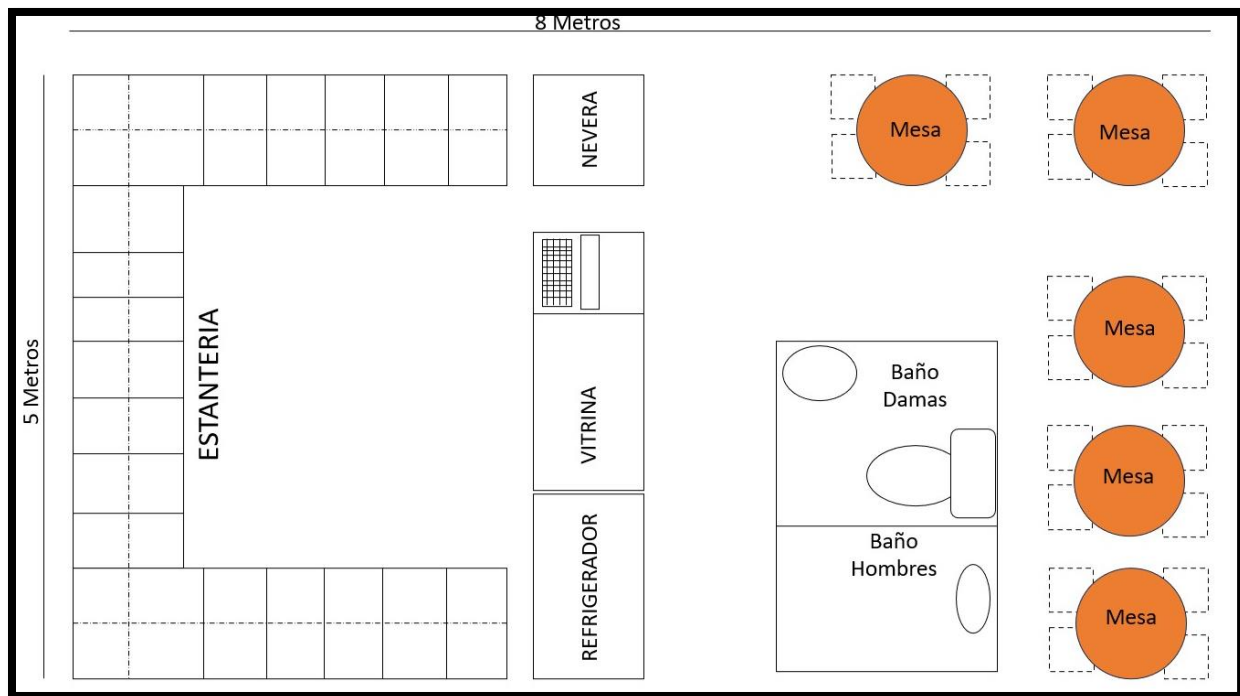 8 Metros
5 Metros
ESTANTERIA
NEVERA
VITRINA
REFRIGERADOR
Mesa
Mesa
Mesa
Mesa
Mesa
Baño
Damas
Baño
Hombres